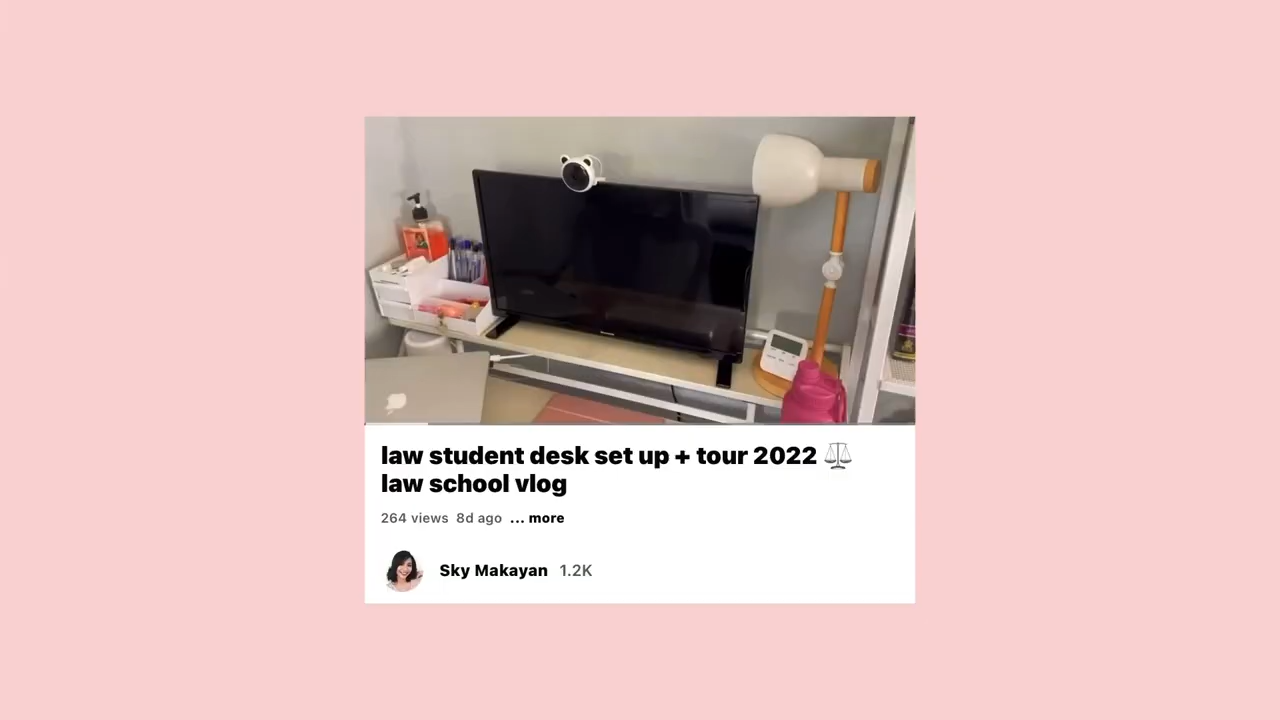 law student desk set up + tour 2022 ⚖️
law school vlog
264 views 8d ago ... more
Sky Makayan 1.2K